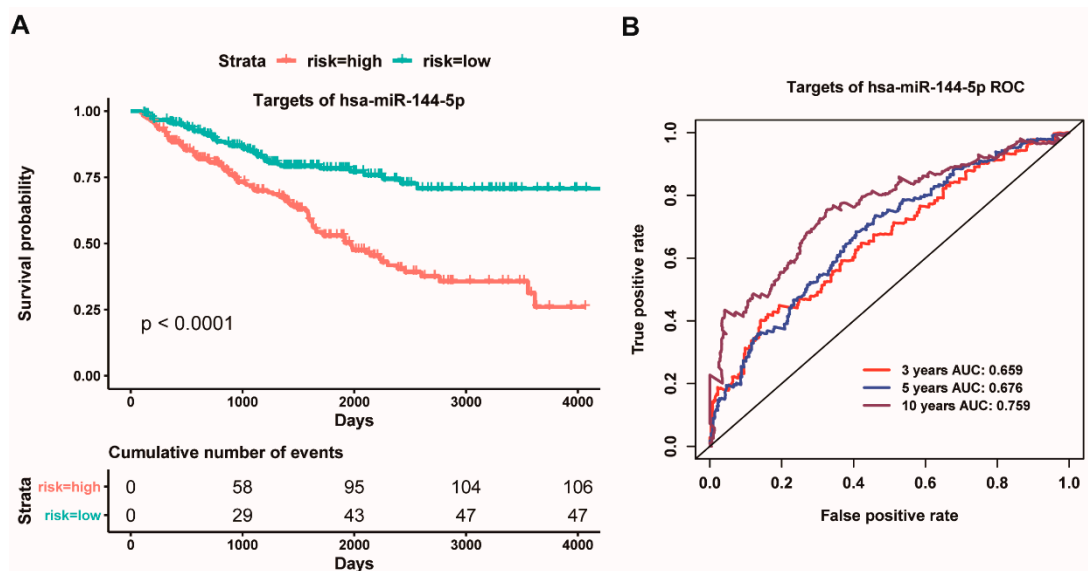 A
Strata risk=high risk=low
Targets of hsa-miR-144-5p
Survival probability
1.00
0.75
0.50
0.25
0.00
p < 0.0001
0 1000 2000 3000 4000
Days
Cumulative number of events
Strata
risk=high 0 58 95 104 106
risk=low 0 29 43 47 47
0 1000 2000 3000 4000
Days
B
Targets of hsa-miR-144-5p ROC
True positive rate
1.0
0.8
0.6
0.4
0.2
0.0
3 years AUC: 0.659
5 years AUC: 0.676
10 years AUC: 0.759
0.0 0.2 0.4 0.6 0.8 1.0
False positive rate